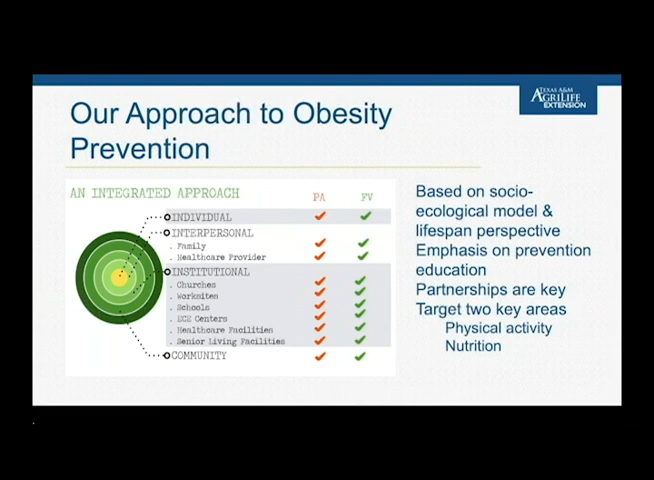 TEXAS A&M
AGRILIFE
EXTENSION
Our Approach to Obesity
Prevention
AN INTEGRATED APPROACH
PA
FV
INDIVIDUAL
INTERPERSONAL
. Family
. Healthcare Provider
INSTITUTIONAL
. Churches
. Worksites
. Schools
. ECE Centers
. Healthcare Facilities
. Senior Living Facilities
COMMUNITY
Based on socio-
ecological model &
lifespan perspective
Emphasis on prevention
education
Partnerships are key
Target two key areas
Physical activity
Nutrition